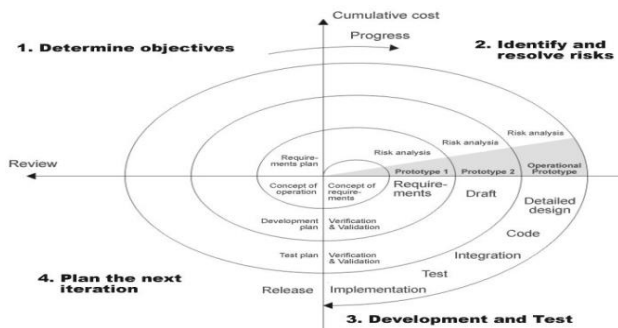 Cumulative cost
1. Determine objectives
Progress
2. Identify and
resolve risks
Risk analysis
Risk analysis
Risk analysis
Review
Require-
ments plan
Prototype 1
Prototype 2
Operational
Prototype
Concept of
operation
Concept of
require-
ments
Require-
ments
Draft
Detailed
design
Development
plan
Verification
& Validation
Code
Test plan
Verification
& Validation
Integration
Test
4. Plan the next
iteration
Release
Implementation
3. Development and Test